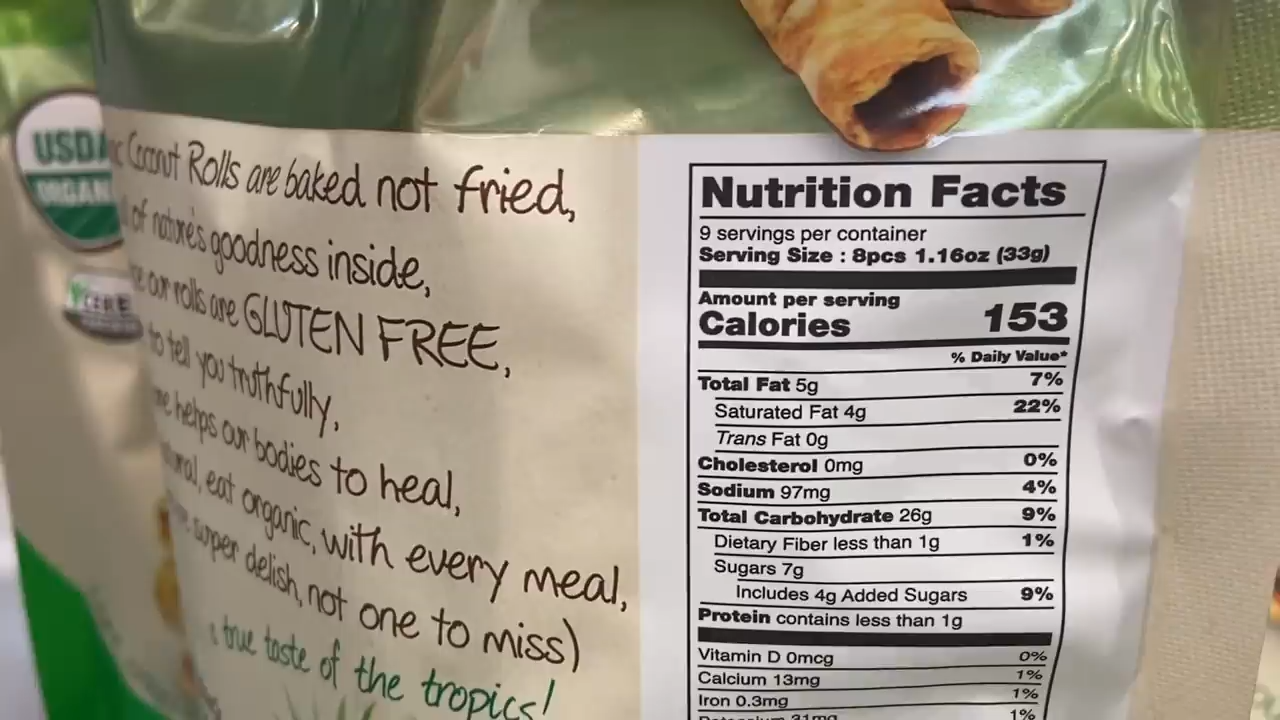 USDA
ORGANI
Coconut Rolls are baked not fried,
of nature's goodness inside,
our rolls are GLUTEN FREE,
to tell you truthfully,
helps our bodies to heal,
eat organic, with every meal,
super delish, not one to miss)
a true taste of the tropics!
Nutrition Facts
9 servings per container
Serving Size : 8pcs 1.16oz (33g)
Amount per serving
Calories 153
% Daily Value*
Total Fat 5g 7%
Saturated Fat 4g 22%
Trans Fat 0g
Cholesterol 0mg 0%
Sodium 97mg 4%
Total Carbohydrate 26g 9%
Dietary Fiber less than 1g 1%
Sugars 7g
Includes 4g Added Sugars 9%
Protein contains less than 1g
Vitamin D 0mcg 0%
Calcium 13mg 1%
Iron 0.3mg 1%
Potassium 31mg 1%